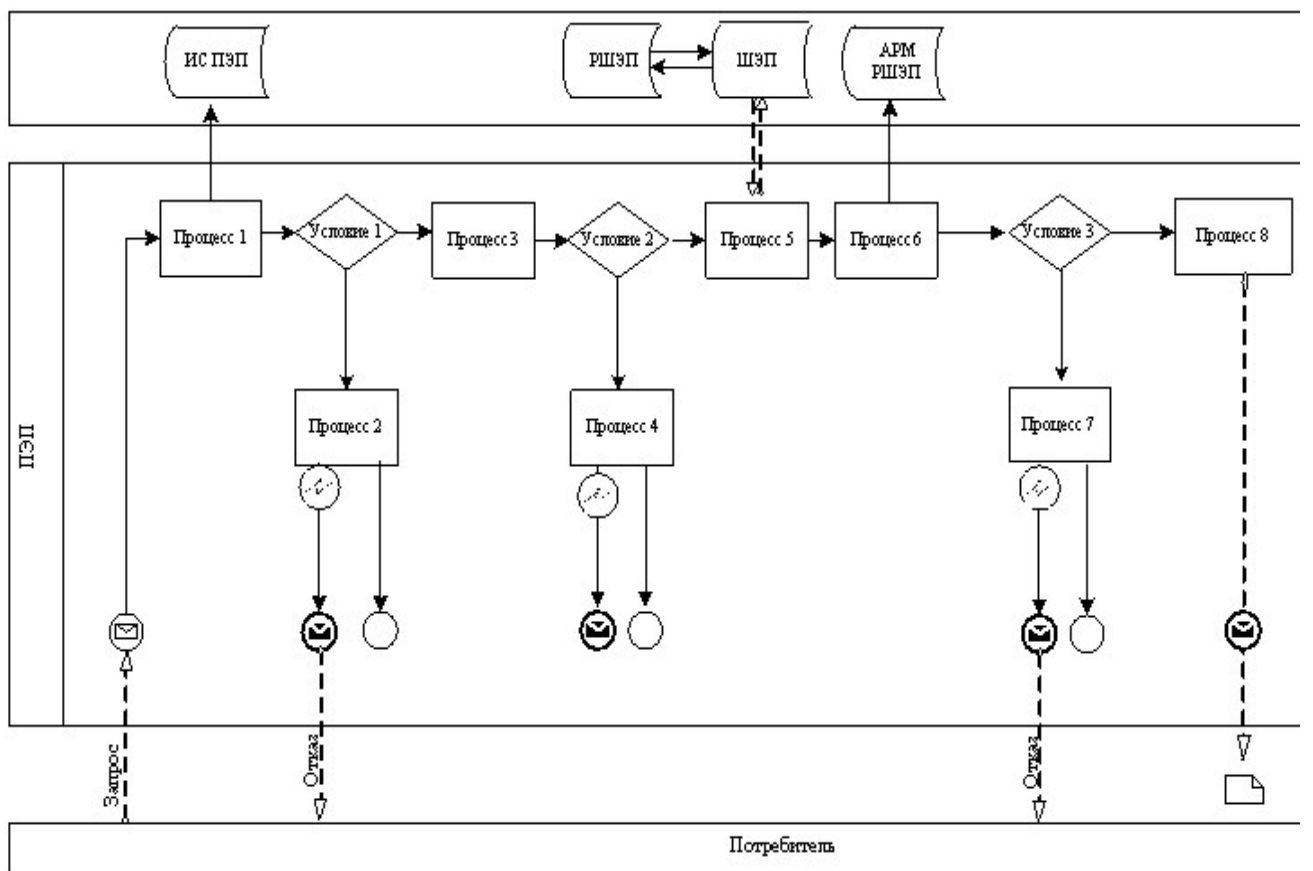 ИС ПЭП
РШЭП
ШЭП
АРМ
РШЭП
ПЭП
Процесс 1
Условие 1
Процесс 3
Условие 2
Процесс 5
Процесс 6
Условие 3
Процесс 8
Процесс 2
Процесс 4
Процесс 7
Запрос
Отказ
Отказ
Потребитель